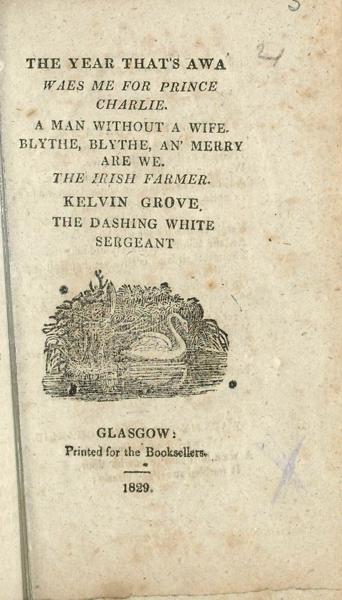 THE YEAR THAT'S AWA
WAES ME FOR PRINCE
CHARLIE.
A MAN WITHOUT A WIFE.
BLYTHE, BLYTHE, AN' MERRY
ARE WE.
THE IRISH FARMER.
KELVIN GROVE,
THE DASHING WHITE
SERGEANT
GLASGOW:
Printed for the Booksellers.
1829.